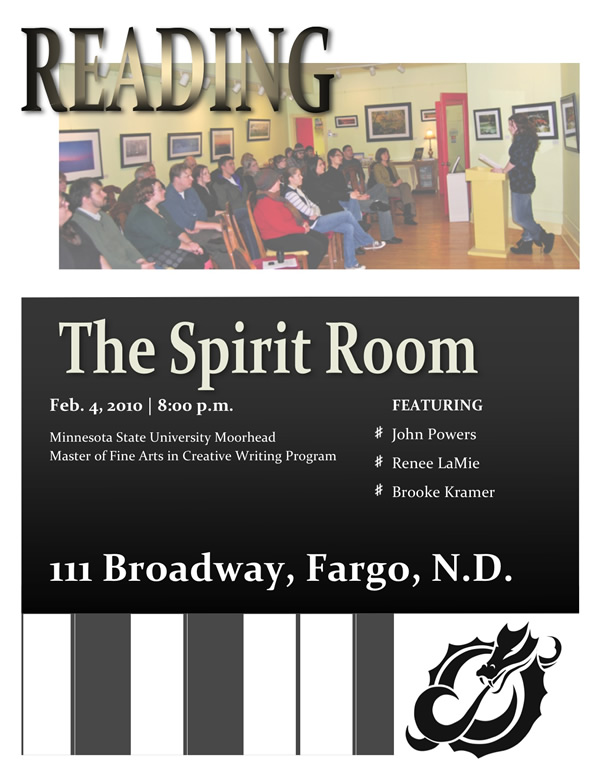 READING
The Spirit Room
Feb. 4, 2010 | 8:00 p.m.
Minnesota State University Moorhead
Master of Fine Arts in Creative Writing Program
FEATURING
♯ John Powers
♯ Renee LaMie
♯ Brooke Kramer
111 Broadway, Fargo, N.D.